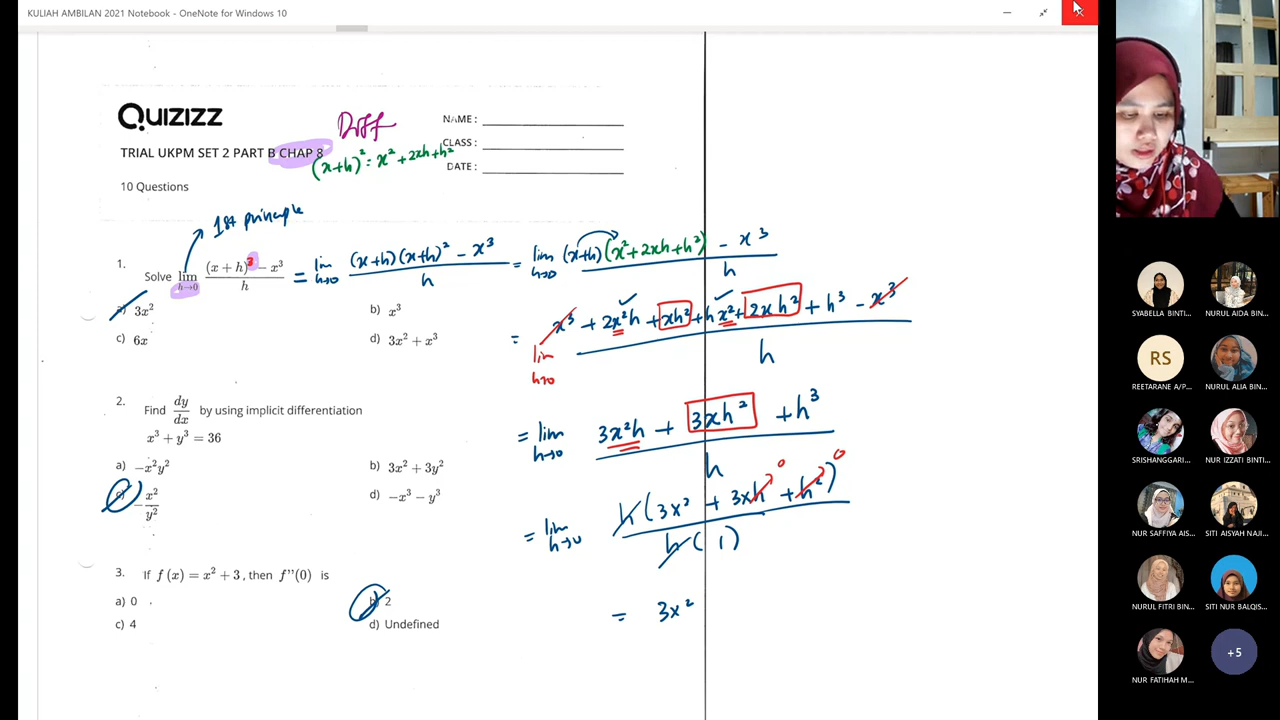 KULIAH AMBILAN 2021 Notebook - OneNote for Windows 10
QUIZIZZ
Diff
NAME :
TRIAL UKPM SET 2 PART B CHAP 8
CLASS :
(x+h)² = x² + 2xh + h²
DATE :
10 Questions
1st principle
1. Solve lim h→0 (x + h)³ − x³ / h = lim h→0 (x+h)(x+h)² − x³ / h = lim h→0 (x+h)(x² + 2xh + h²) − x³ / h
a) 3x²
b) x³
c) 6x
d) 3x² + x³
= lim h→0 x³ + 2x²h + xh² + hx² + 2xh² + h³ − x³ / h
= lim h→0 3x²h + 3xh² + h³ / h
= lim h→0 h(3x² + 3xh + h²) / h(1)
0 0
= 3x²
2. Find dy/dx by using implicit differentiation
x³ + y³ = 36
a) −x²y²
b) 3x² + 3y²
c) −x²/y²
d) −x³ − y³
3. If f (x) = x² + 3, then f''(0) is
a) 0
b) 2
c) 4
d) Undefined
SYABELLA BINTI...
NURUL AIDA BIN...
RS
REETARANE A/P...
NURUL ALIA BIN...
SRISHANGGARI...
NUR IZZATI BINTI...
NUR SAFFIYA AIS...
SITI AISYAH NAJI...
NURUL FITRI BIN...
SITI NUR BALQIS...
NUR FATIHAH M...
+5